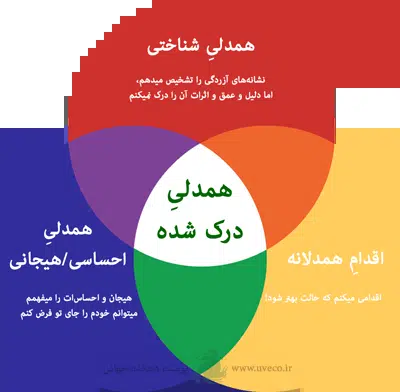 همدلیِ شناختی
نشانه‌های آزردگی را تشخیص میدهم،
اما دلیل و عمق و اثرات آن را درک نمیکنم
همدلیِ
درک شده
همدلیِ
احساسی/هیجانی
هیجان و احساسات را میفهمم
میتوانم خودم را جای تو فرض کنم
اقدامِ همدلانه
اقدامی میکنم که حالت بهتر شود!
www.uveco.ir